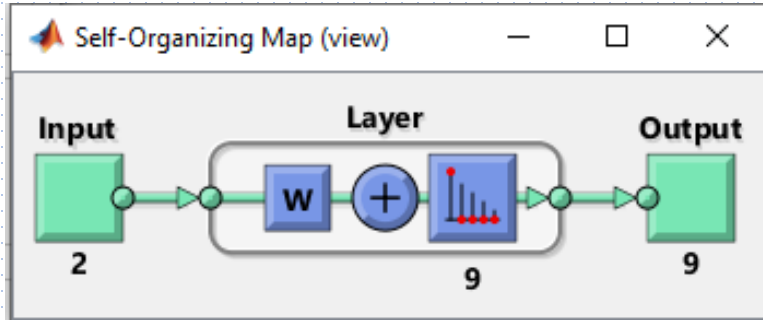 Self-Organizing Map (view)
Layer
Input
Output
W
2
9
9